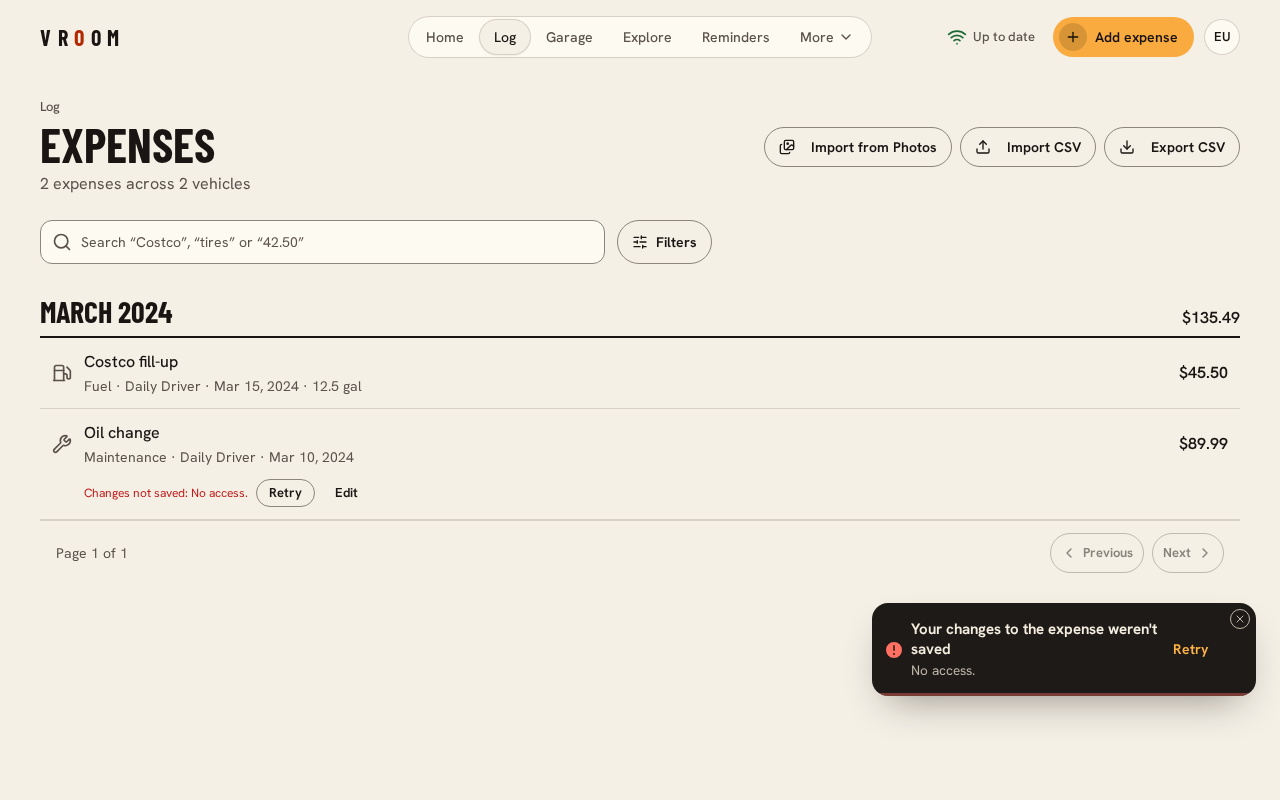 VROOM
Home
Log
Garage
Explore
Reminders
More
Up to date
Add expense
EU
Log
EXPENSES
2 expenses across 2 vehicles
Import from Photos
Import CSV
Export CSV
Search “Costco”, “tires” or “42.50”
Filters
MARCH 2024
$135.49
Costco fill-up
Fuel · Daily Driver · Mar 15, 2024 · 12.5 gal
$45.50
Oil change
Maintenance · Daily Driver · Mar 10, 2024
$89.99
Changes not saved: No access.
Retry
Edit
Page 1 of 1
Previous
Next
Your changes to the expense weren't
saved
No access.
Retry